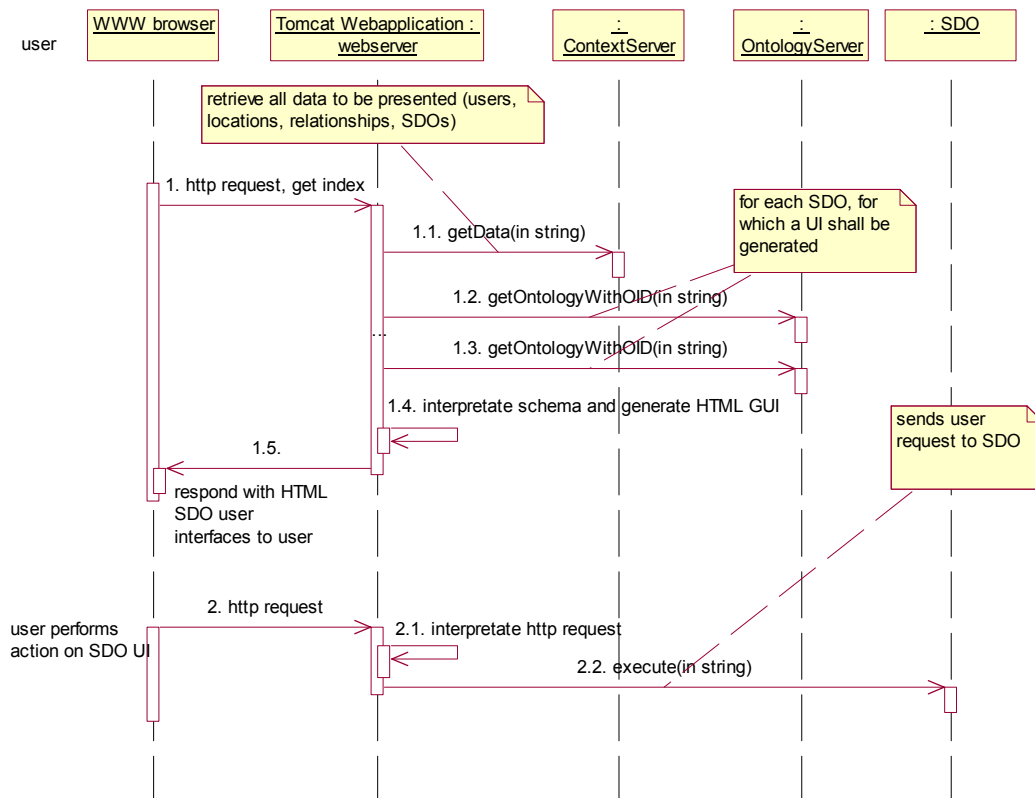 user
WWW browser
Tomcat Webapplication :
webserver
:
ContextServer
:
OntologyServer
: SDO
retrieve all data to be presented (users,
locations, relationships, SDOs)
1. http request, get index
for each SDO, for
which a UI shall be
generated
1.1. getData(in string)
1.2. getOntologyWithOID(in string)
...
1.3. getOntologyWithOID(in string)
1.4. interpretate schema and generate HTML GUI
sends user
request to SDO
1.5.
respond with HTML
SDO user
interfaces to user
2. http request
user performs
action on SDO UI
2.1. interpretate http request
2.2. execute(in string)